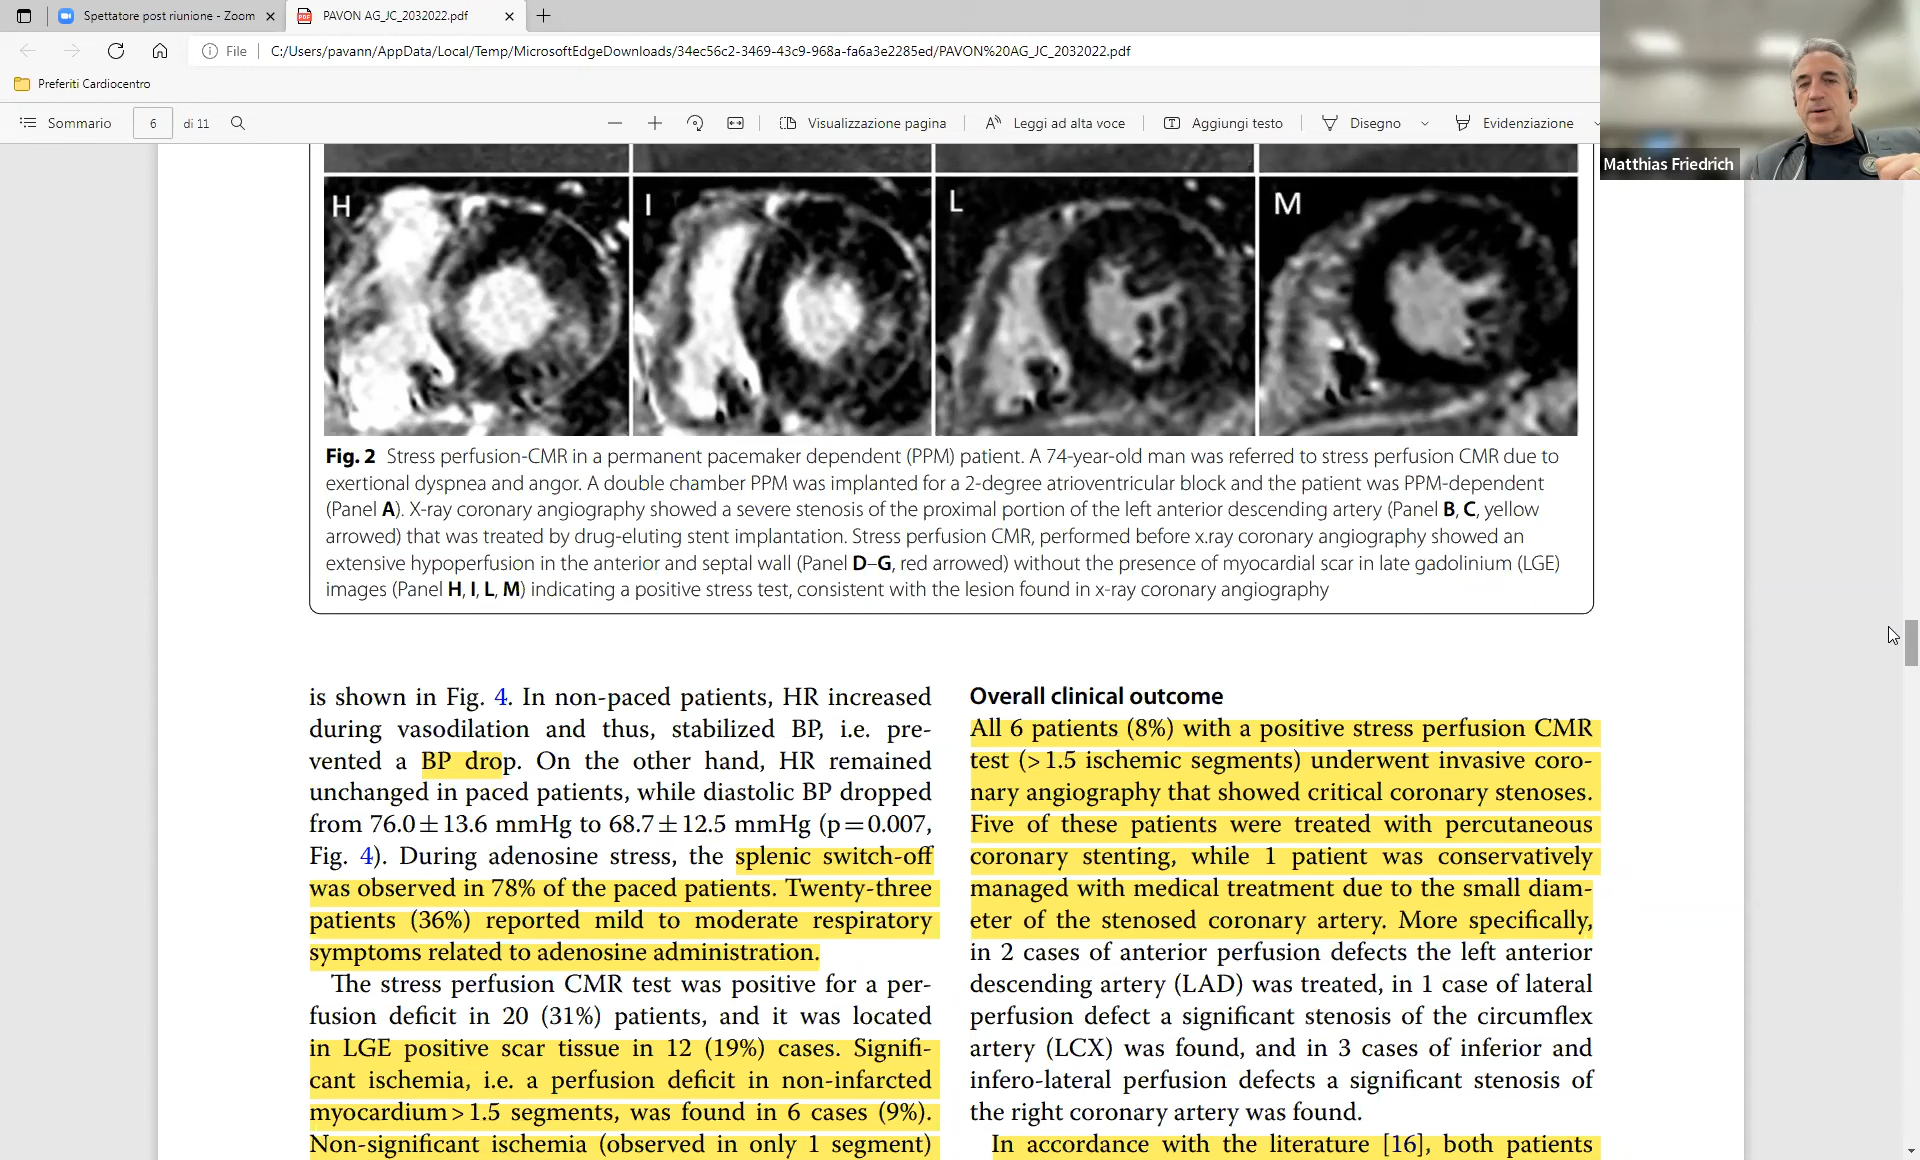 Spettatore post riunione - Zoom
PAVON AG_JC_2032022.pdf
File
C:/Users/pavann/AppData/Local/Temp/MicrosoftEdgeDownloads/34ec56c2-3469-43c9-968a-fa6a3e2285ed/PAVON%20AG_JC_2032022.pdf
Preferiti Cardiocentro
Sommario 6 di 11 Visualizzazione pagina Leggi ad alta voce Aggiungi testo Disegno Evidenziazione
Matthias Friedrich
H I L M
Fig. 2 Stress perfusion-CMR in a permanent pacemaker dependent (PPM) patient. A 74-year-old man was referred to stress perfusion CMR due to
exertional dyspnea and angor. A double chamber PPM was implanted for a 2-degree atrioventricular block and the patient was PPM-dependent
(Panel A). X-ray coronary angiography showed a severe stenosis of the proximal portion of the left anterior descending artery (Panel B, C, yellow
arrowed) that was treated by drug-eluting stent implantation. Stress perfusion CMR, performed before x.ray coronary angiography showed an
extensive hypoperfusion in the anterior and septal wall (Panel D–G, red arrowed) without the presence of myocardial scar in late gadolinium (LGE)
images (Panel H, I, L, M) indicating a positive stress test, consistent with the lesion found in x-ray coronary angiography
is shown in Fig. 4. In non-paced patients, HR increased
during vasodilation and thus, stabilized BP, i.e. pre-
vented a BP drop. On the other hand, HR remained
unchanged in paced patients, while diastolic BP dropped
from 76.0 ± 13.6 mmHg to 68.7 ± 12.5 mmHg (p = 0.007,
Fig. 4). During adenosine stress, the splenic switch-off
was observed in 78% of the paced patients. Twenty-three
patients (36%) reported mild to moderate respiratory
symptoms related to adenosine administration.
The stress perfusion CMR test was positive for a per-
fusion deficit in 20 (31%) patients, and it was located
in LGE positive scar tissue in 12 (19%) cases. Signifi-
cant ischemia, i.e. a perfusion deficit in non-infarcted
myocardium > 1.5 segments, was found in 6 cases (9%).
Non-significant ischemia (observed in only 1 segment)
Overall clinical outcome
All 6 patients (8%) with a positive stress perfusion CMR
test (> 1.5 ischemic segments) underwent invasive coro-
nary angiography that showed critical coronary stenoses.
Five of these patients were treated with percutaneous
coronary stenting, while 1 patient was conservatively
managed with medical treatment due to the small diam-
eter of the stenosed coronary artery. More specifically,
in 2 cases of anterior perfusion defects the left anterior
descending artery (LAD) was treated, in 1 case of lateral
perfusion defect a significant stenosis of the circumflex
artery (LCX) was found, and in 3 cases of inferior and
infero-lateral perfusion defects a significant stenosis of
the right coronary artery was found.
In accordance with the literature [16], both patients